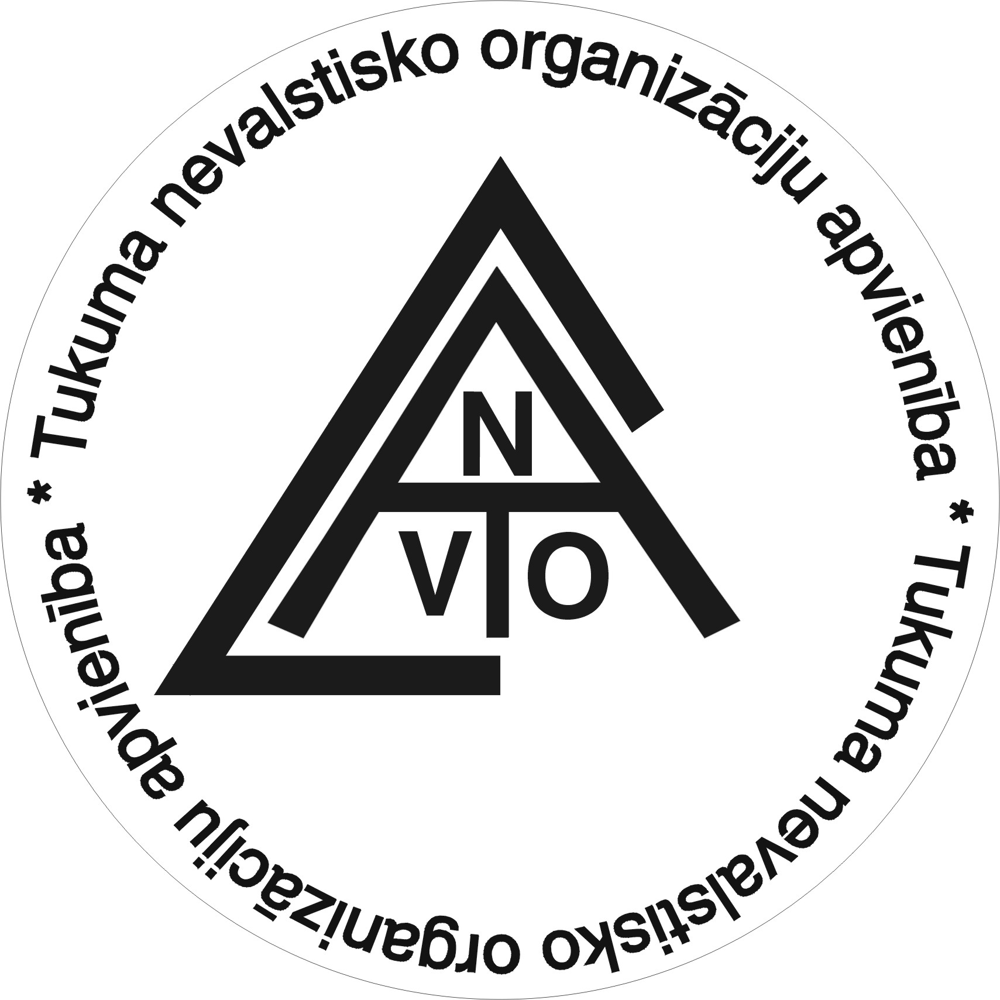 Tukuma nevalstisko organizāciju apvienība *
Tukuma nevalstisko organizāciju apvienība *
N
V O